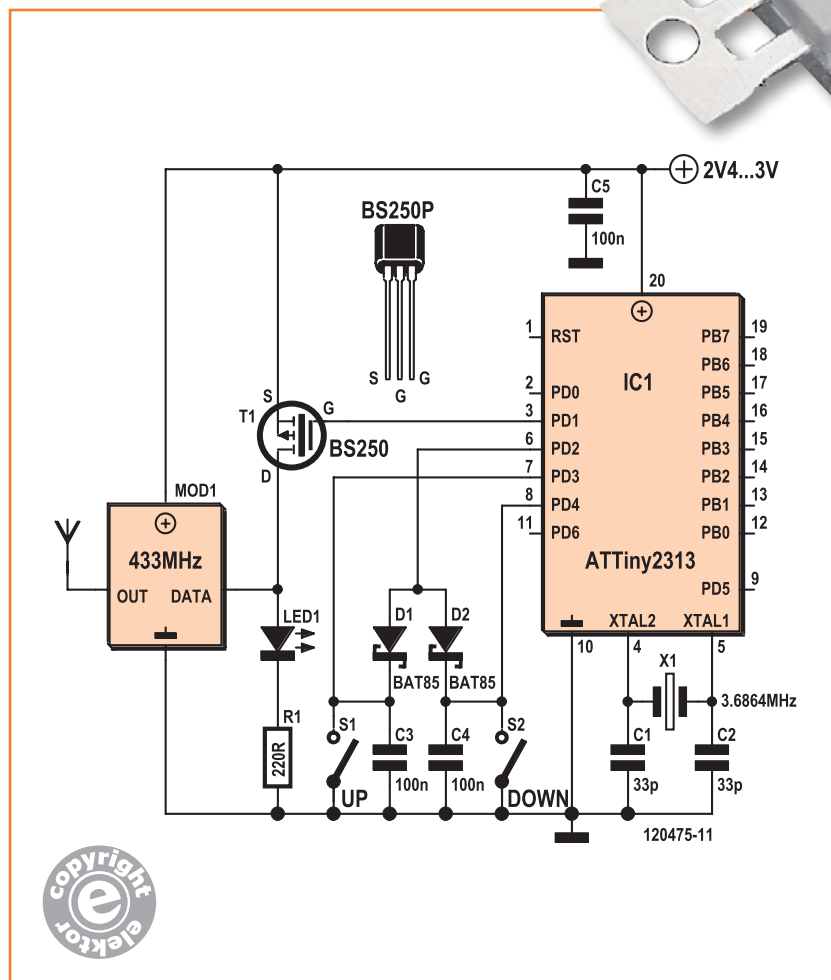 2V4...3V
C5
100n
BS250P
S
G
G
20
1
RST
PB7
19
PB6
18
2
PD0
IC1
PB5
17
3
PD1
PB4
16
6
PD2
PB3
15
7
PD3
PB2
14
8
PD4
PB1
13
11
PD6
PB0
12
ATTiny2313
PD5
9
XTAL2
XTAL1
10
4
5
S
T1
G
BS250
D
MOD1
433MHz
OUT
DATA
LED1
D1
D2
BAT85
BAT85
X1
3.6864MHz
R1
220R
S1
C3
C4
S2
C1
C2
100n
100n
33p
33p
UP
DOWN
120475-11
copyright
e
elektor